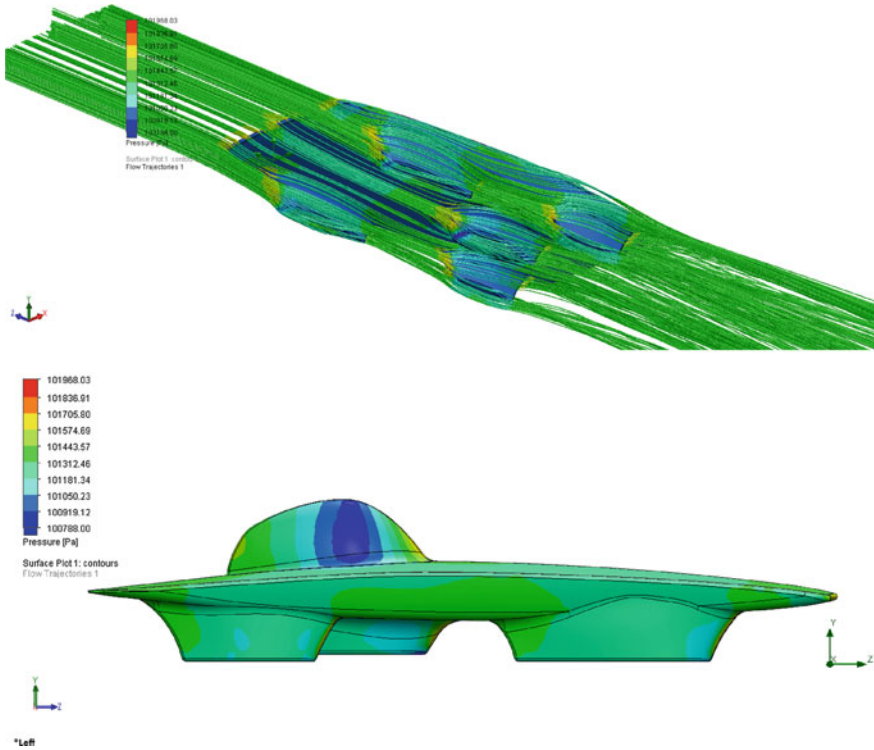 101968.03
Pressure [Pa]
Surface Plot 1: contours
Flow Trajectories 1
Y
Z
X
101968.03
101836.91
101705.80
101574.69
101443.57
101312.46
101181.34
101050.23
100919.12
100788.00
Pressure [Pa]
Surface Plot 1: contours
Flow Trajectories 1
Y
X
Z
Y
Z
*Left